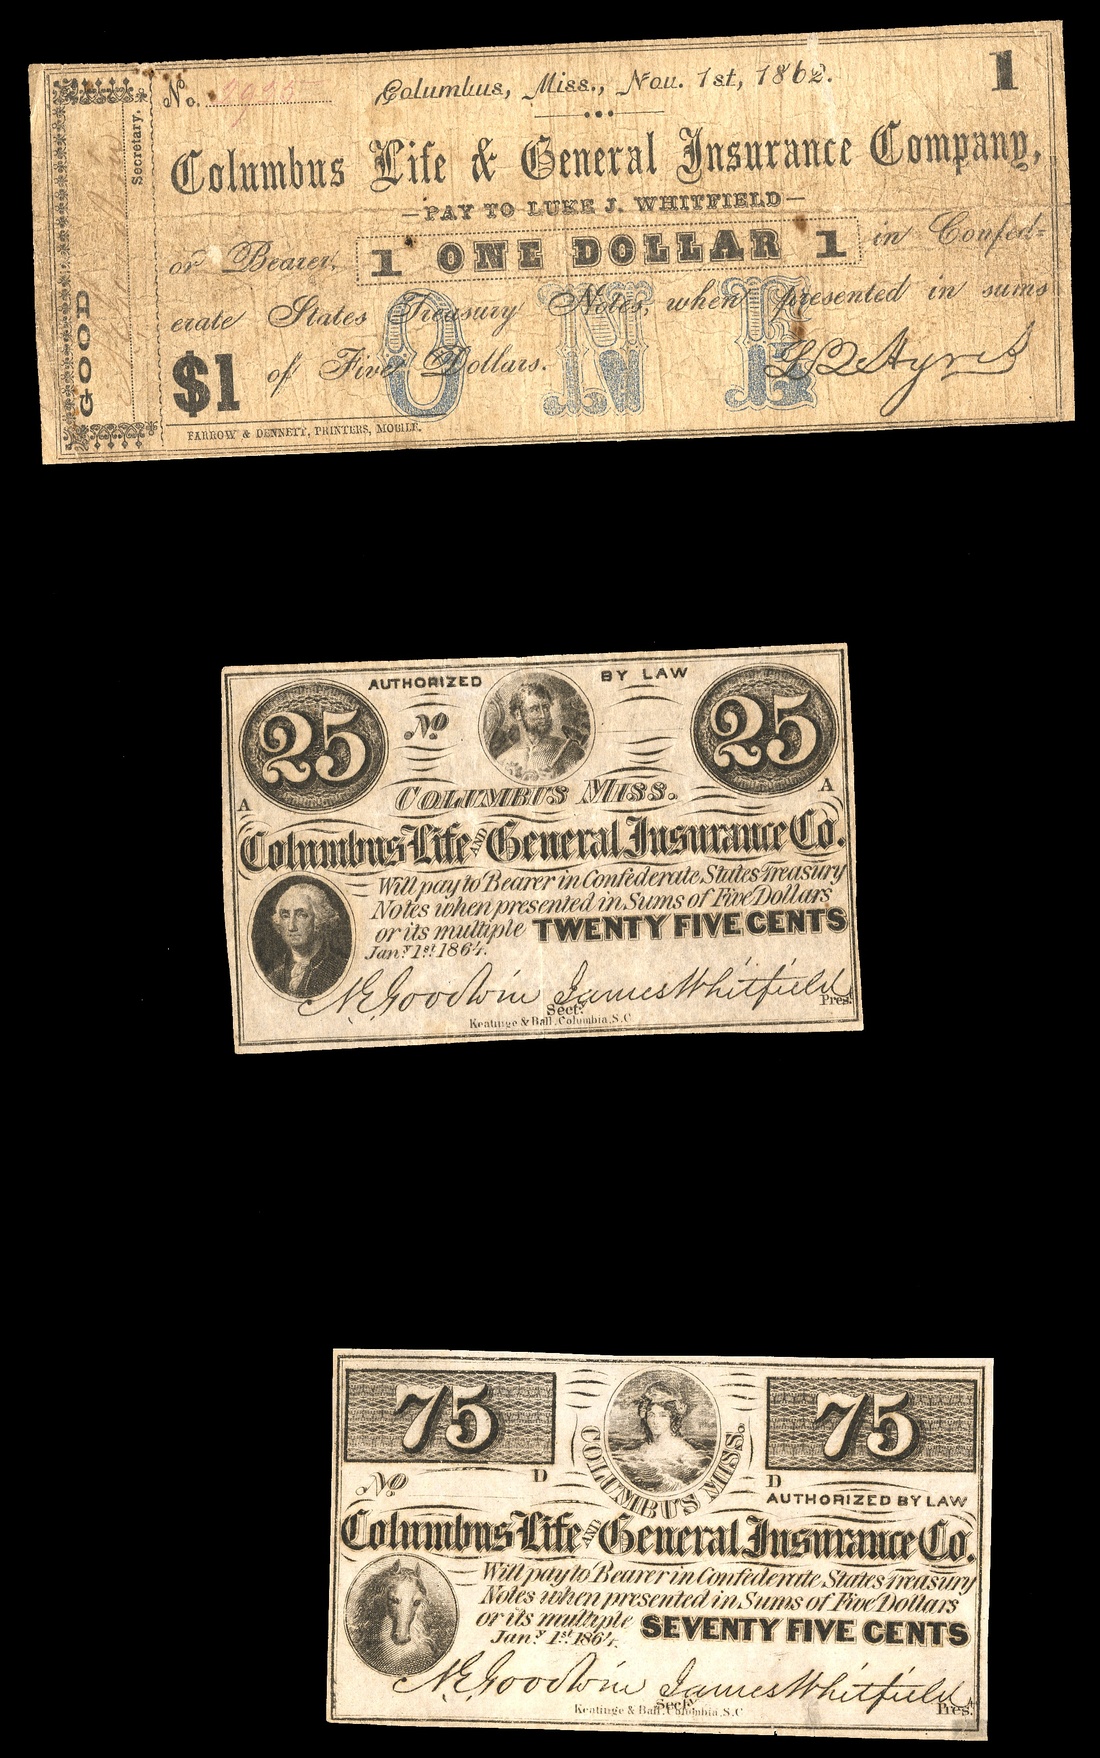 No. 2935
Columbus, Miss., Nov. 1st, 1862.
1
Columbus Life & General Insurance Company,
—PAY TO LUKE J. WHITFIELD—
or Bearer, 1 ONE DOLLAR 1 in Confed-
erate States Treasury Notes, when presented in sums
$1 of Five Dollars.
ONE
FARROW & DENNETT, PRINTERS, MOBILE.
GOOD
Secretary.
25 AUTHORIZED BY LAW 25
No
A COLUMBUS MISS. A
Columbus Life AND General Insurance Co.
Will pay to Bearer in Confederate States Treasury
Notes when presented in Sums of Five Dollars
or its multiple TWENTY FIVE CENTS
Jany. 1st. 1864.
N E Goodwin James Whitfield
Secty. Pres.
Keatinge & Ball, Columbia, S.C
75 75
COLUMBUS MISS.
No D D
AUTHORIZED BY LAW
Columbus Life AND General Insurance Co.
Will pay to Bearer in Confederate States Treasury
Notes when presented in Sums of Five Dollars
or its multiple SEVENTY FIVE CENTS
Jany. 1st. 1864.
N E Goodwin James Whitfield
Secty. Pres.
Keatinge & Ball, Columbia, S.C